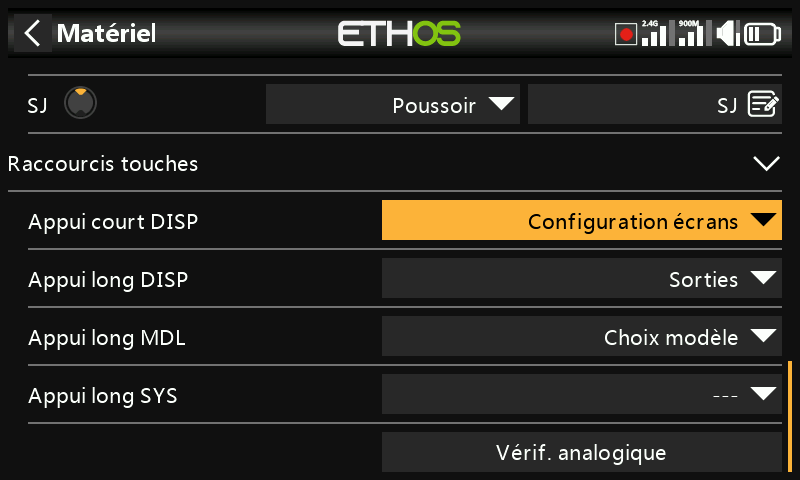 Matériel ETHOS 2.4G 900M
SJ Poussoir SJ
Raccourcis touches
Appui court DISP Configuration écrans
Appui long DISP Sorties
Appui long MDL Choix modèle
Appui long SYS ---
Vérif. analogique